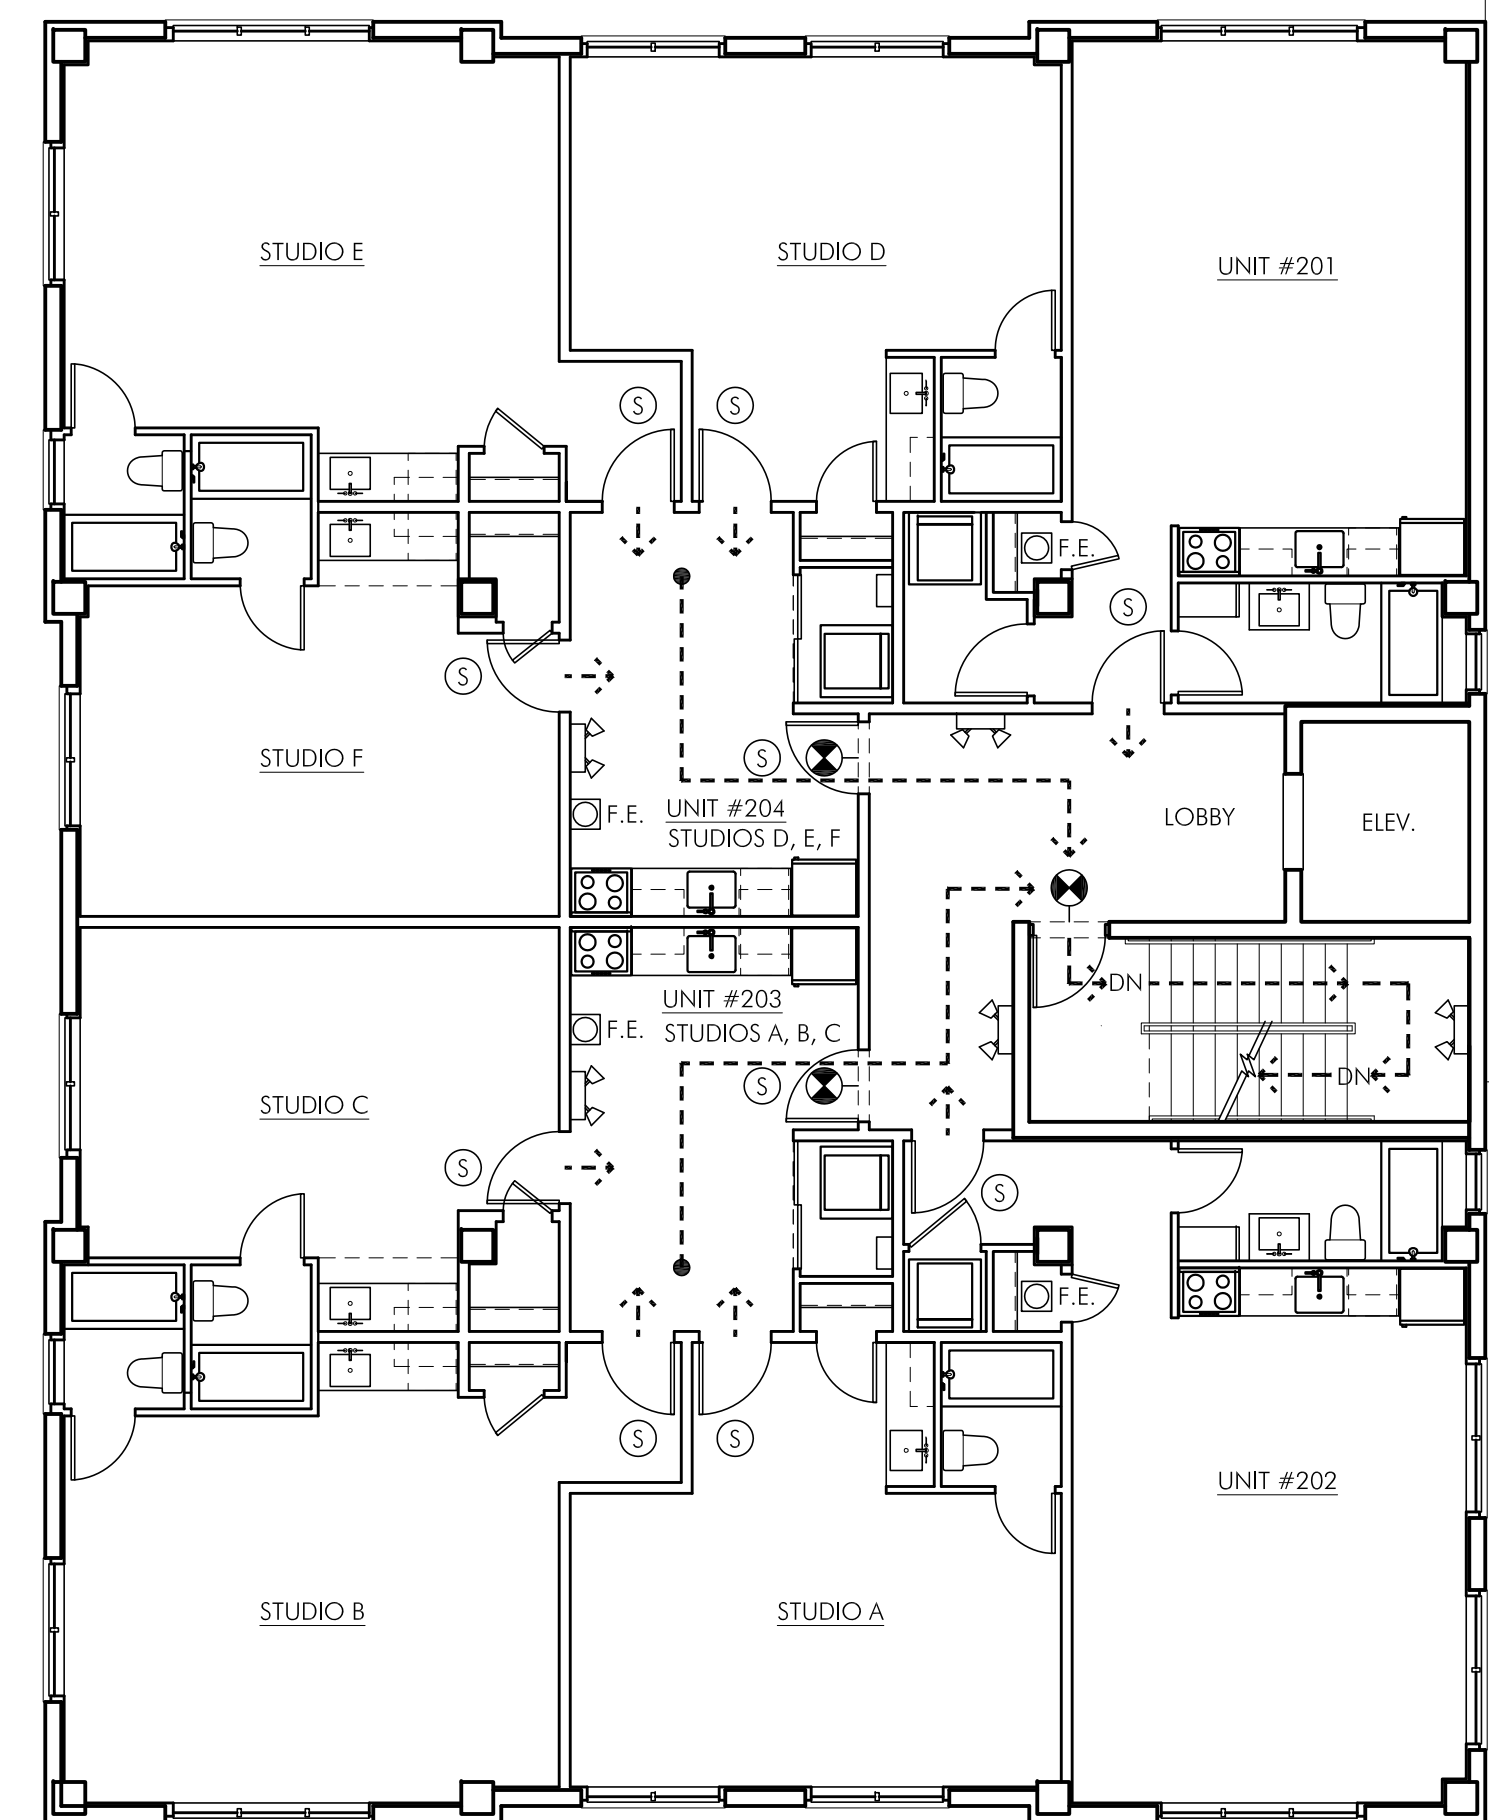 STUDIO E
STUDIO D
UNIT #201
S
S
F.E.
S
S
STUDIO F
S
UNIT #204
STUDIOS D, E, F
F.E.
LOBBY
ELEV.
DN
UNIT #203
STUDIOS A, B, C
F.E.
DN
STUDIO C
S
S
S
F.E.
S
S
UNIT #202
STUDIO B
STUDIO A